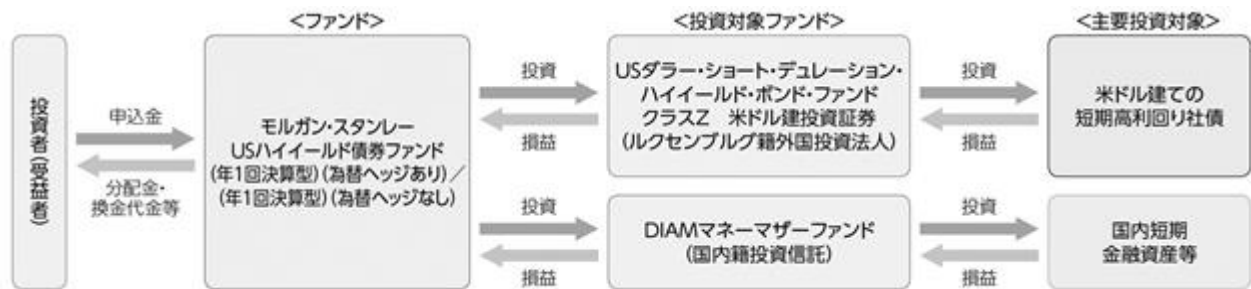 <ファンド>
<投資対象ファンド>
<主要投資対象>
投資者(受益者)
申込金
分配金・
換金代金等
モルガン・スタンレー
USハイイールド債券ファンド
(年1回決算型)(為替ヘッジあり)/
(年1回決算型)(為替ヘッジなし)
投資
損益
USダラー・ショート・デュレーション・
ハイイールド・ボンド・ファンド
クラスZ 米ドル建投資証券
(ルクセンブルグ籍外国投資法人)
投資
損益
米ドル建ての
短期高利回り社債
投資
損益
DIAMマネーマザーファンド
(国内籍投資信託)
投資
損益
国内短期
金融資産等